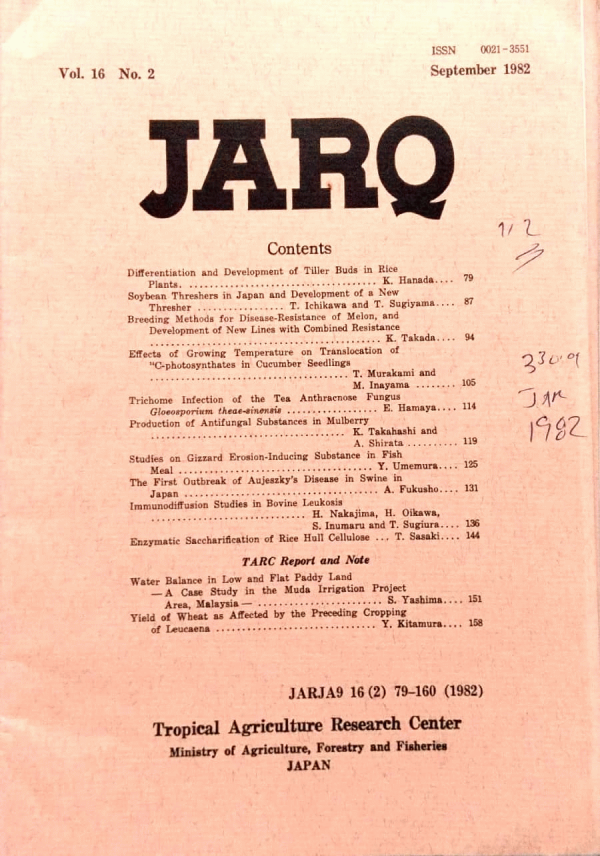 ISSN 0021-3551
Vol. 16 No. 2
September 1982
JARQ
Contents
Differentiation and Development of Tiller Buds in Rice
Plants. .................................... K. Hanada.... 79
Soybean Threshers in Japan and Development of a New
Thresher ................ T. Ichikawa and T. Sugiyama.... 87
Breeding Methods for Disease-Resistance of Melon, and
Development of New Lines with Combined Resistance
............................................ K. Takada.... 94
Effects of Growing Temperature on Translocation of
"C-photosynthates in Cucumber Seedlings
...................................... T. Murakami and
M. Inayama ........ 105
Trichome Infection of the Tea Anthracnose Fungus
Gloeosporium theae-sinensis ................. E. Hamaya.... 114
Production of Antifungal Substances in Mulberry
..................................... K. Takahashi and
A. Shirata .......... 119
Studies on Gizzard Erosion-Inducing Substance in Fish
Meal ..................................... Y. Umemura.... 125
The First Outbreak of Aujeszky's Disease in Swine in
Japan ..................................... A. Fukusho.... 131
Immunodiffusion Studies in Bovine Leukosis
.............................. H. Nakajima, H. Oikawa,
S. Inumaru and T. Sugiura.... 136
Enzymatic Saccharification of Rice Hull Cellulose ... T. Sasaki.... 144
TARC Report and Note
Water Balance in Low and Flat Paddy Land
— A Case Study in the Muda Irrigation Project
Area, Malaysia — ........................ S. Yashima.... 151
Yield of Wheat as Affected by the Preceding Cropping
of Leucaena ............................... Y. Kitamura.... 158
JARJA9 16 (2) 79–160 (1982)
Tropical Agriculture Research Center
Ministry of Agriculture, Forestry and Fisheries
JAPAN
1982